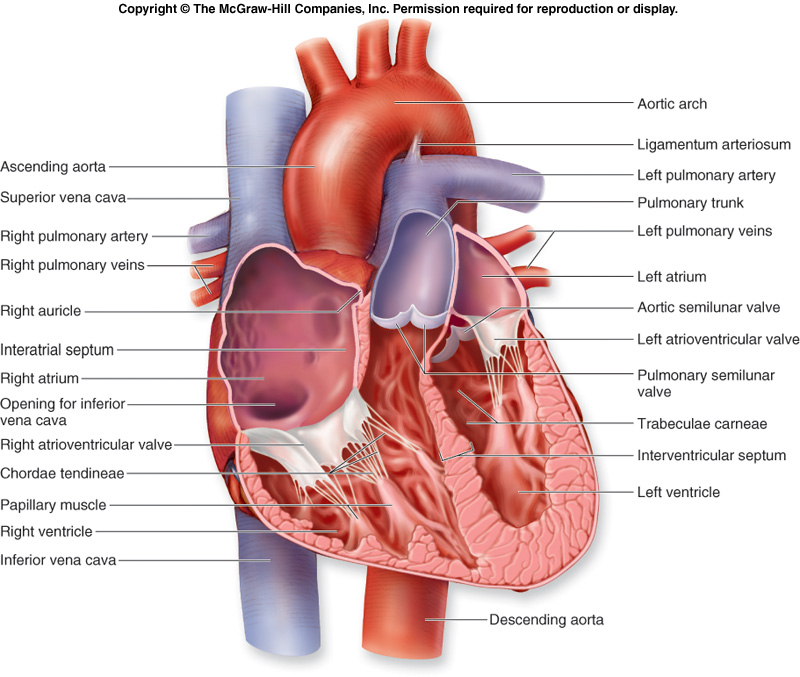 Copyright © The McGraw-Hill Companies, Inc. Permission required for reproduction or display.
Ascending aorta
Superior vena cava
Right pulmonary artery
Right pulmonary veins
Right auricle
Interatrial septum
Right atrium
Opening for inferior
vena cava
Right atrioventricular valve
Chordae tendineae
Papillary muscle
Right ventricle
Inferior vena cava
Aortic arch
Ligamentum arteriosum
Left pulmonary artery
Pulmonary trunk
Left pulmonary veins
Left atrium
Aortic semilunar valve
Left atrioventricular valve
Pulmonary semilunar
valve
Trabeculae carneae
Interventricular septum
Left ventricle
Descending aorta